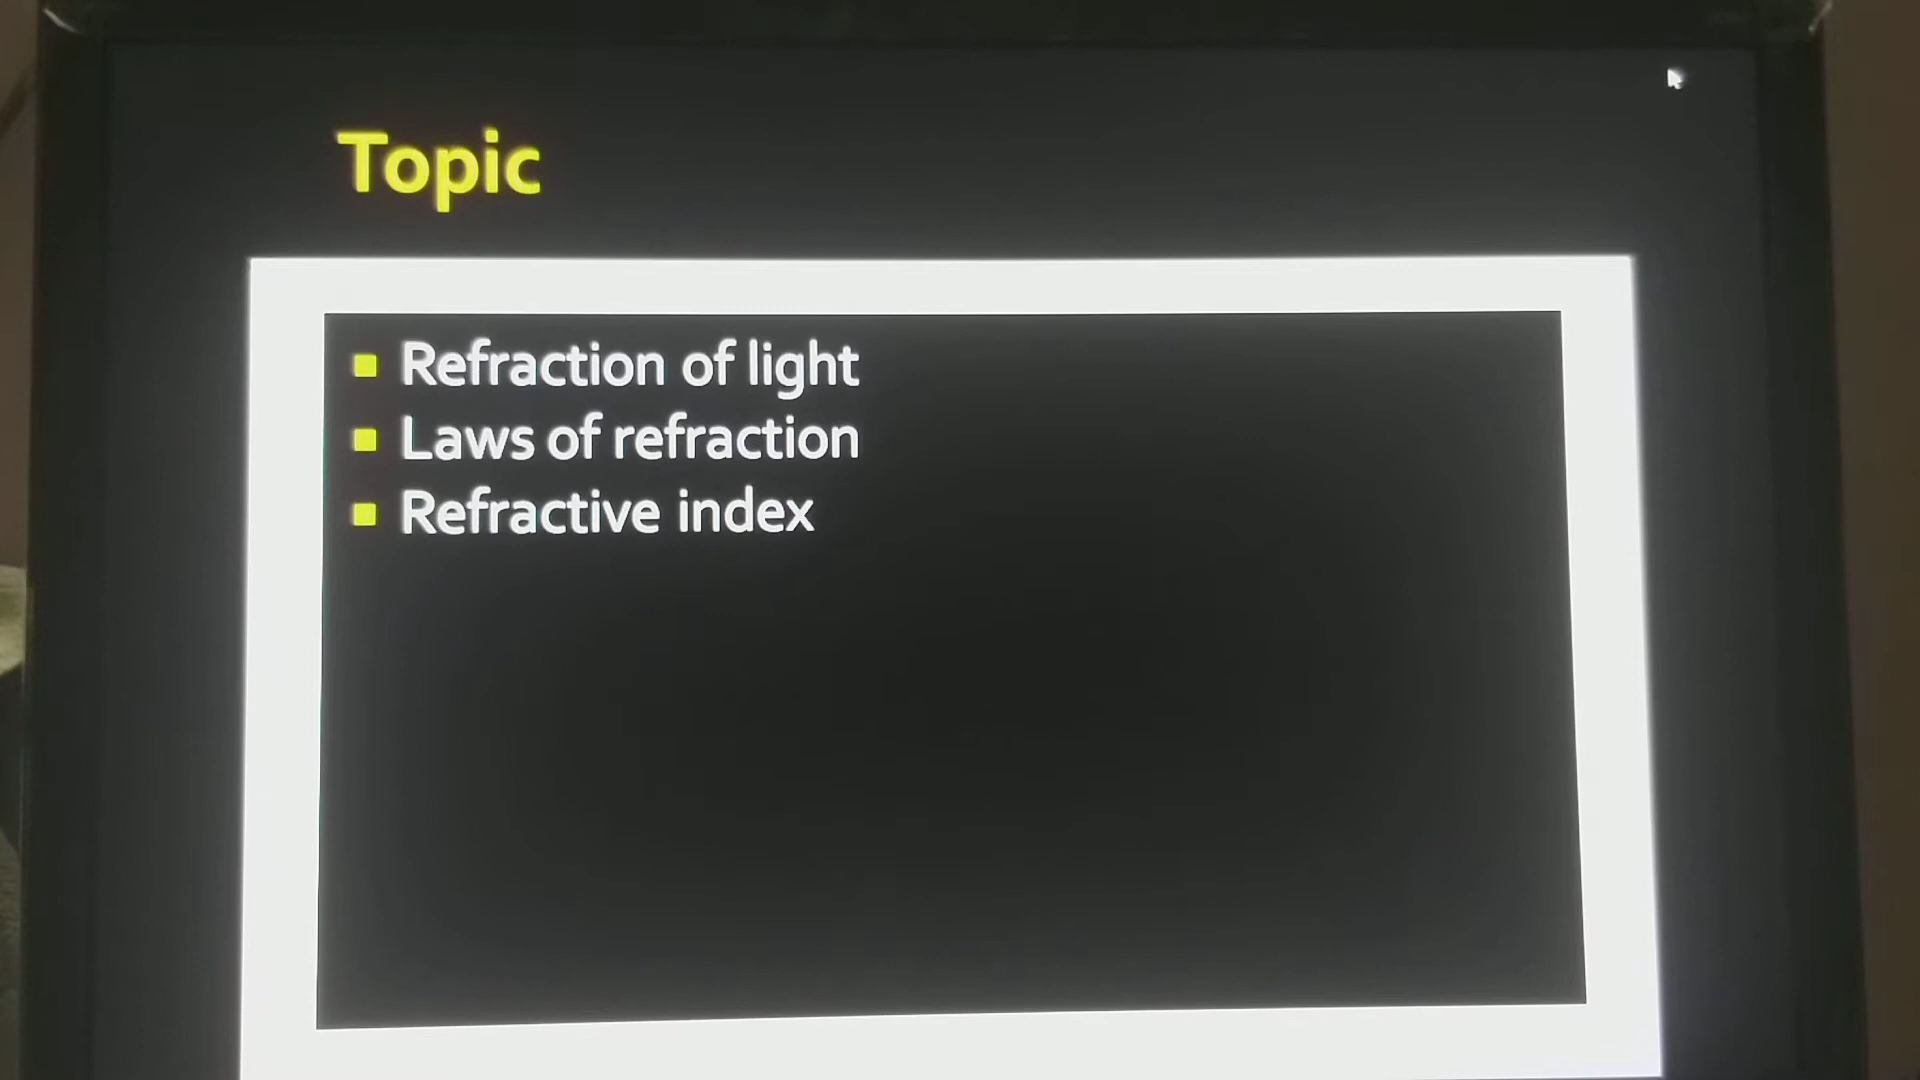 Topic
Refraction of light
Laws of refraction
Refractive index